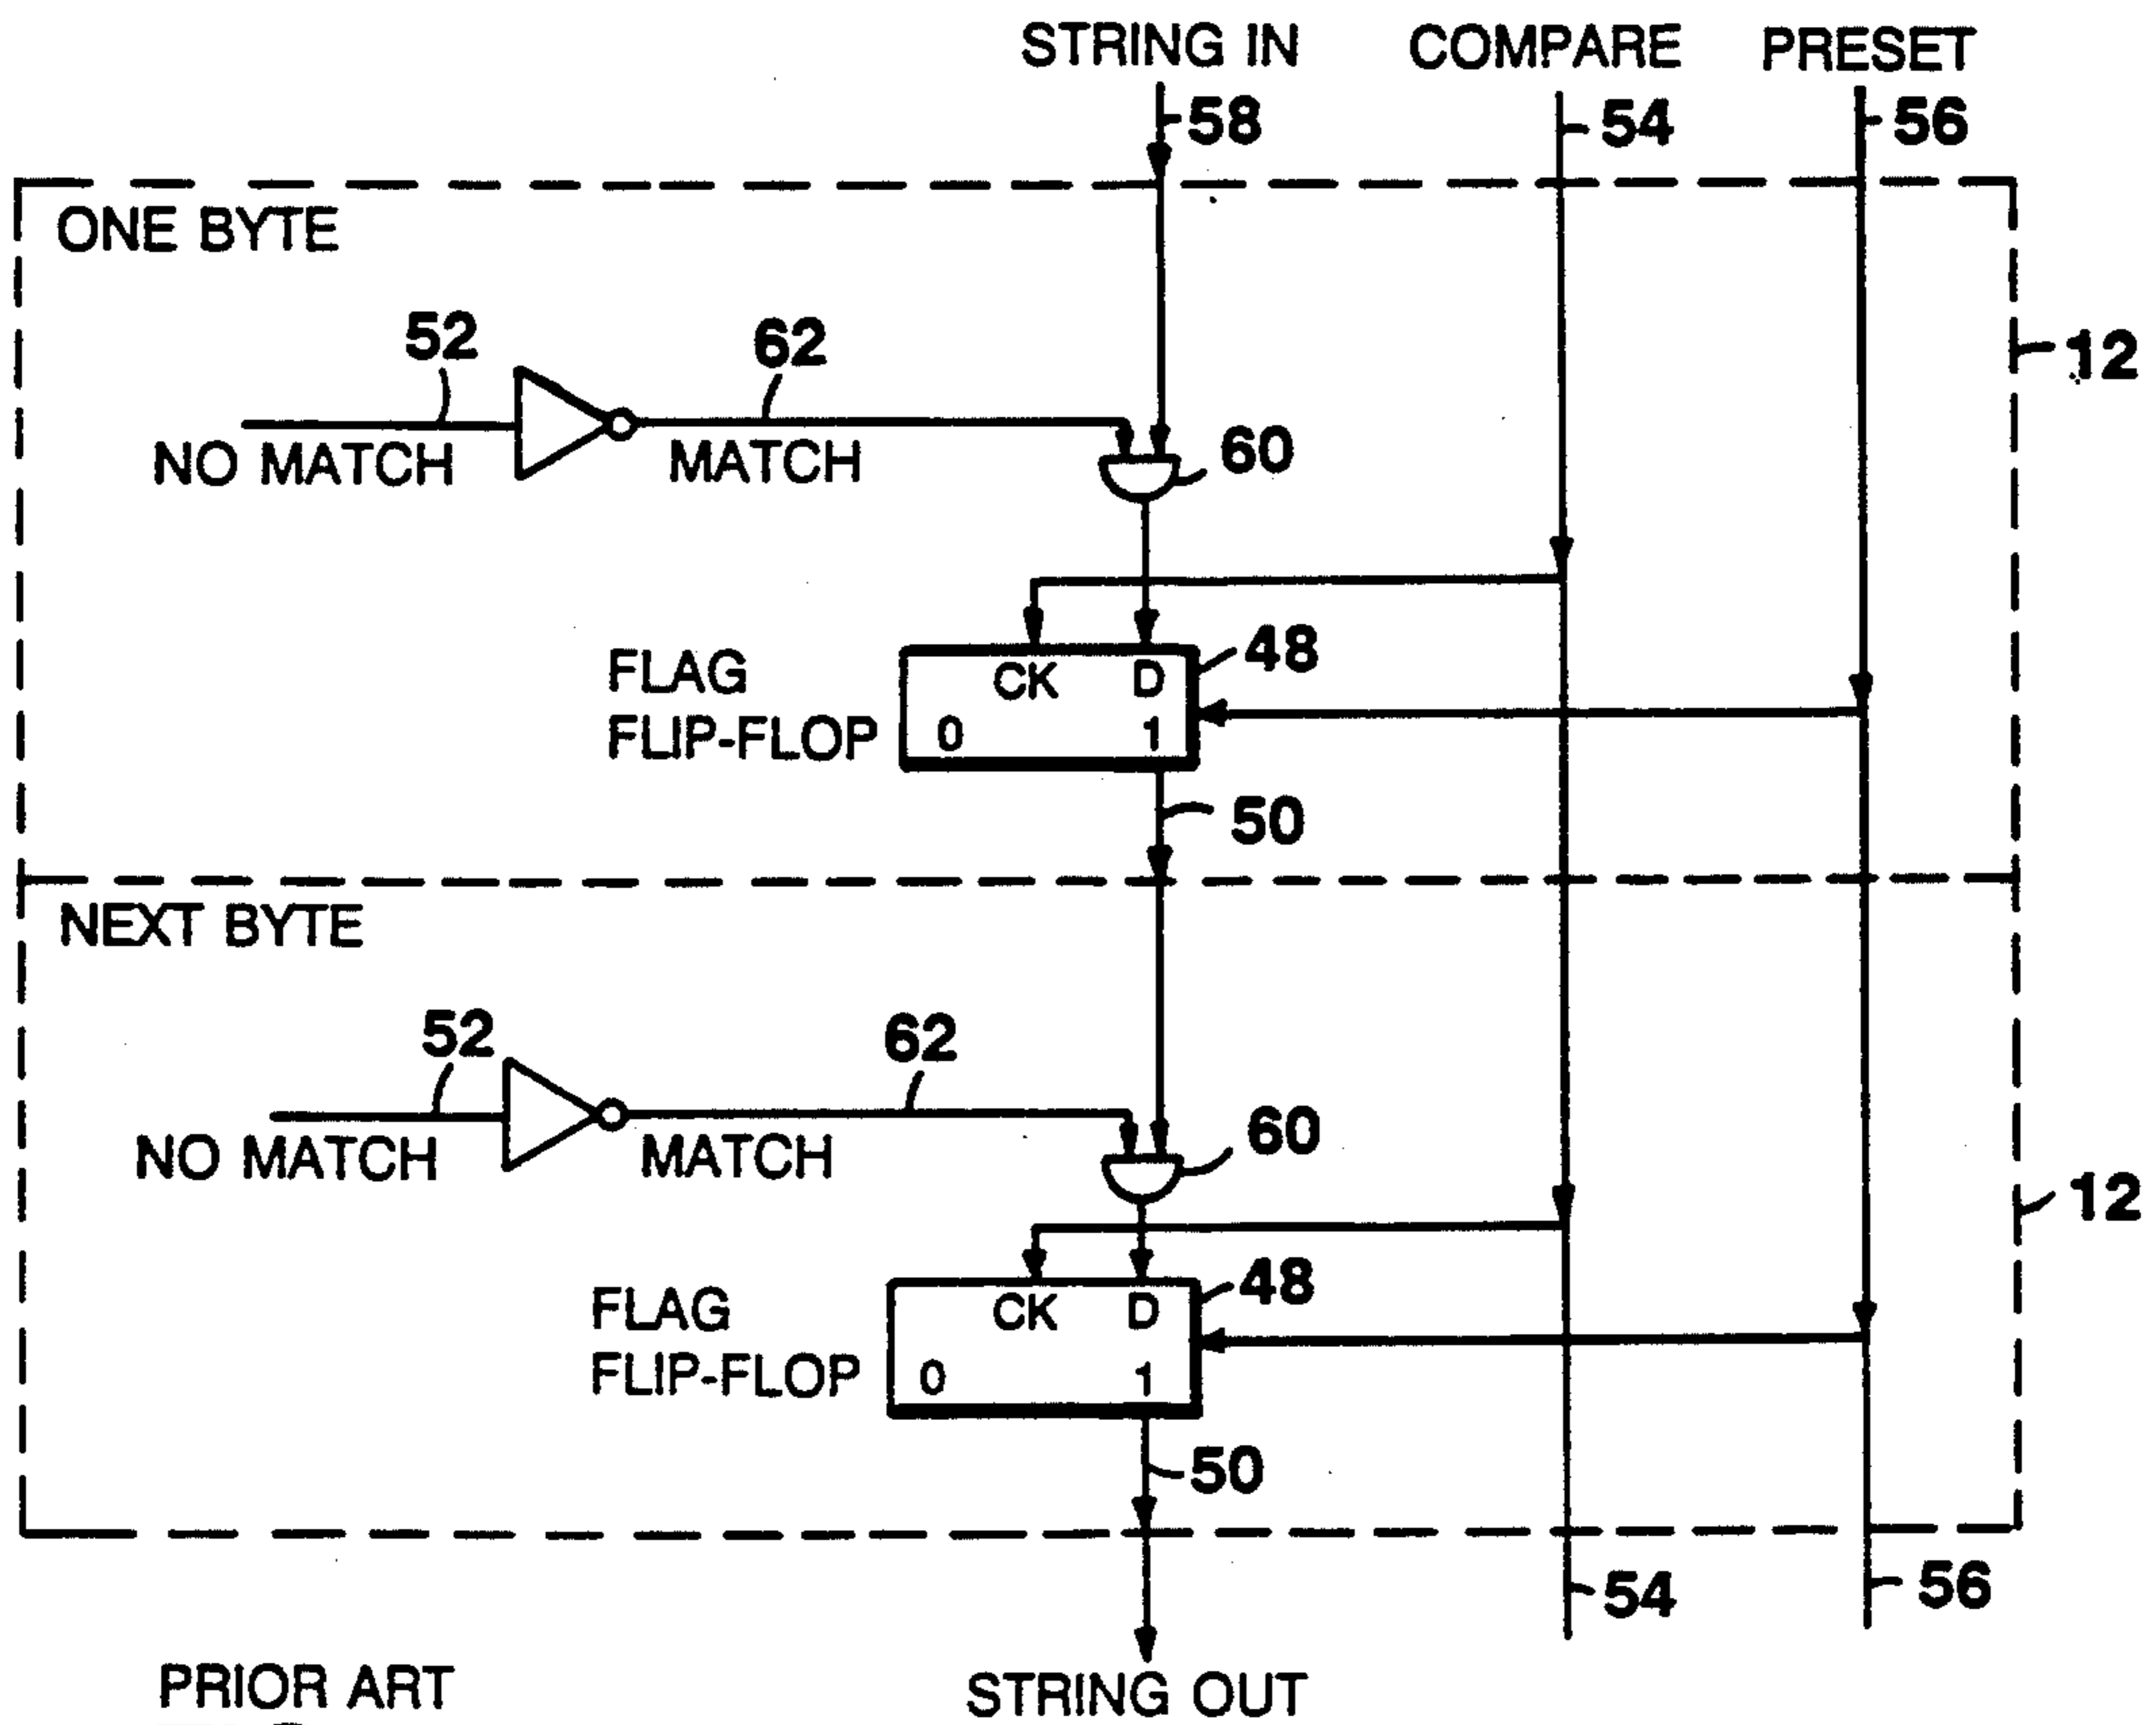 STRING IN COMPARE PRESET
58 54 56
ONE BYTE
52 62 12
NO MATCH MATCH 60
FLAG CK D 48
FLIP-FLOP 0 1
50
NEXT BYTE
52 62
NO MATCH MATCH 60
12
FLAG CK D 48
FLIP-FLOP 0 1
50
54 56
PRIOR ART STRING OUT